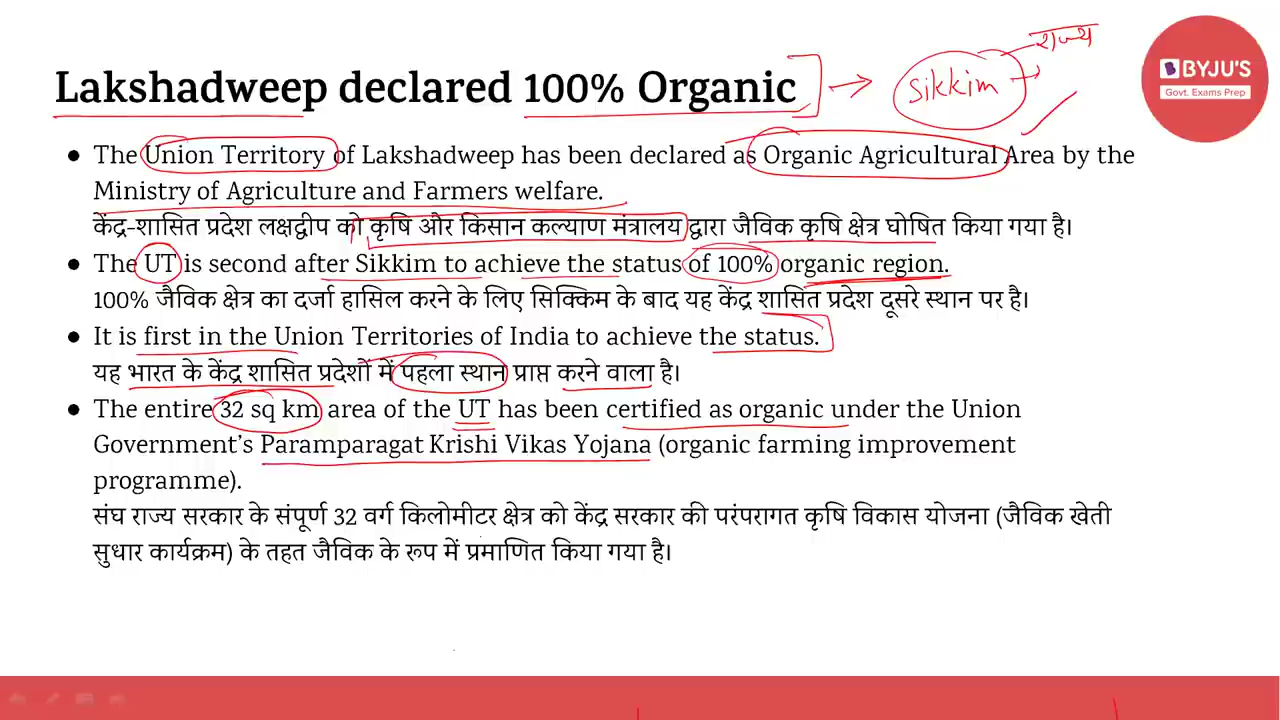 राज्य
Lakshadweep declared 100% Organic → Sikkim
BYJU'S
Govt. Exams Prep
● The Union Territory of Lakshadweep has been declared as Organic Agricultural Area by the
Ministry of Agriculture and Farmers welfare.
केंद्र-शासित प्रदेश लक्षद्वीप को कृषि और किसान कल्याण मंत्रालय द्वारा जैविक कृषि क्षेत्र घोषित किया गया है।
● The UT is second after Sikkim to achieve the status of 100% organic region.
100% जैविक क्षेत्र का दर्जा हासिल करने के लिए सिक्किम के बाद यह केंद्र शासित प्रदेश दूसरे स्थान पर है।
● It is first in the Union Territories of India to achieve the status.
यह भारत के केंद्र शासित प्रदेशों में पहला स्थान प्राप्त करने वाला है।
● The entire 32 sq km area of the UT has been certified as organic under the Union
Government’s Paramparagat Krishi Vikas Yojana (organic farming improvement
programme).
संघ राज्य सरकार के संपूर्ण 32 वर्ग किलोमीटर क्षेत्र को केंद्र सरकार की परंपरागत कृषि विकास योजना (जैविक खेती
सुधार कार्यक्रम) के तहत जैविक के रूप में प्रमाणित किया गया है।